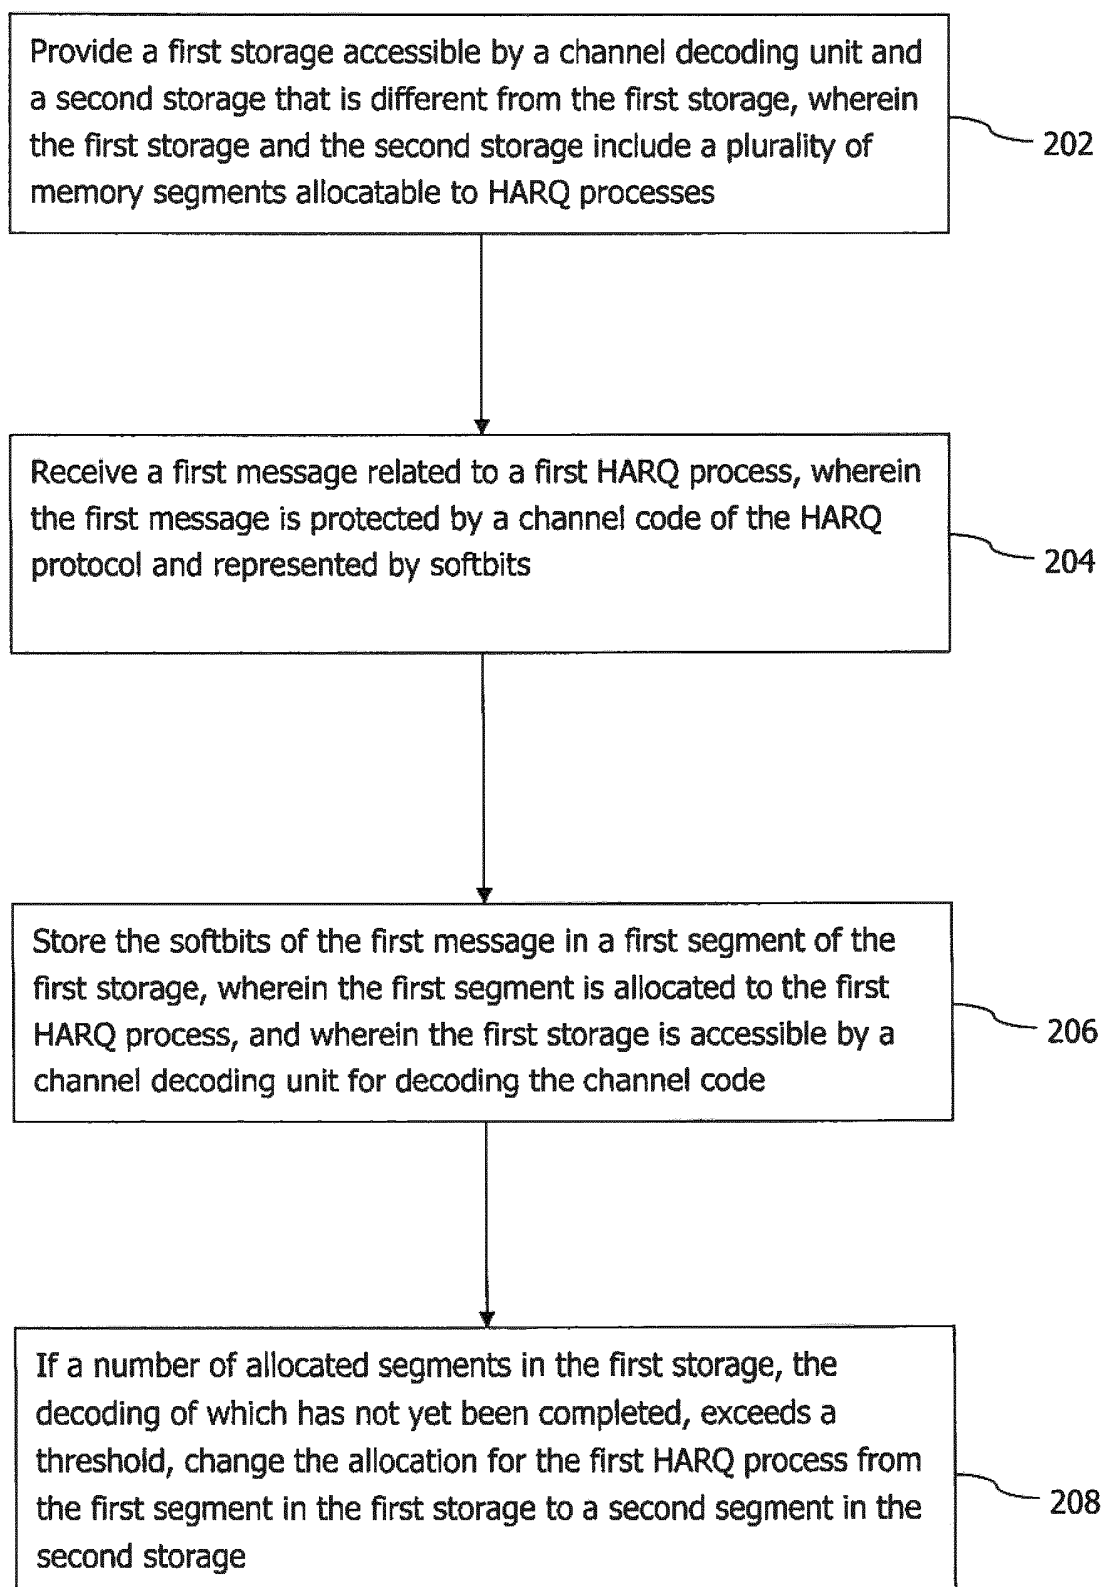 Provide a first storage accessible by a channel decoding unit and
a second storage that is different from the first storage, wherein
the first storage and the second storage include a plurality of
memory segments allocatable to HARQ processes
202
Receive a first message related to a first HARQ process, wherein
the first message is protected by a channel code of the HARQ
protocol and represented by softbits
204
Store the softbits of the first message in a first segment of the
first storage, wherein the first segment is allocated to the first
HARQ process, and wherein the first storage is accessible by a
channel decoding unit for decoding the channel code
206
If a number of allocated segments in the first storage, the
decoding of which has not yet been completed, exceeds a
threshold, change the allocation for the first HARQ process from
the first segment in the first storage to a second segment in the
second storage
208